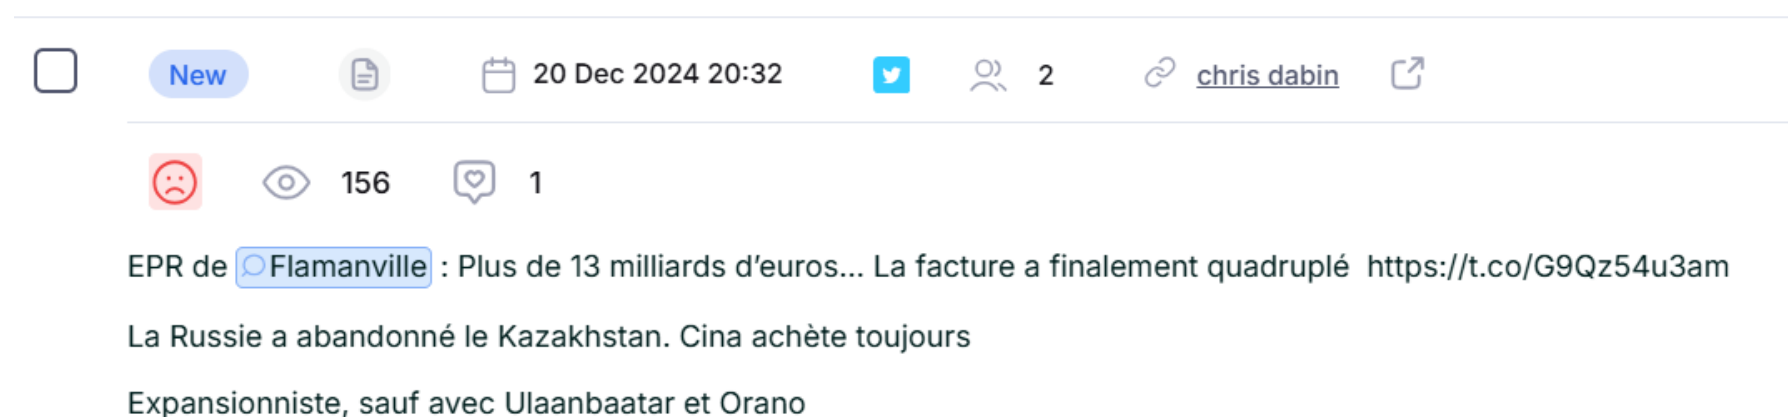 New 20 Dec 2024 20:32 2 chris dabin
156 1
EPR de Flamanville : Plus de 13 milliards d’euros... La facture a finalement quadruplé https://t.co/G9Qz54u3am
La Russie a abandonné le Kazakhstan. Cina achète toujours
Expansionniste, sauf avec Ulaanbaatar et Orano